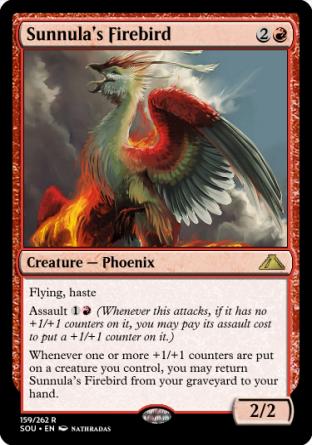 Sunnula's Firebird 2
Creature — Phoenix
Flying, haste
Assault 1 (Whenever this attacks, if it has no
+1/+1 counters on it, you may pay its assault cost
to put a +1/+1 counter on it.)
Whenever one or more +1/+1 counters are put
on a creature you control, you may return
Sunnula's Firebird from your graveyard to your
hand.
2/2
159/262 R
SOU • EN NATHRADAS